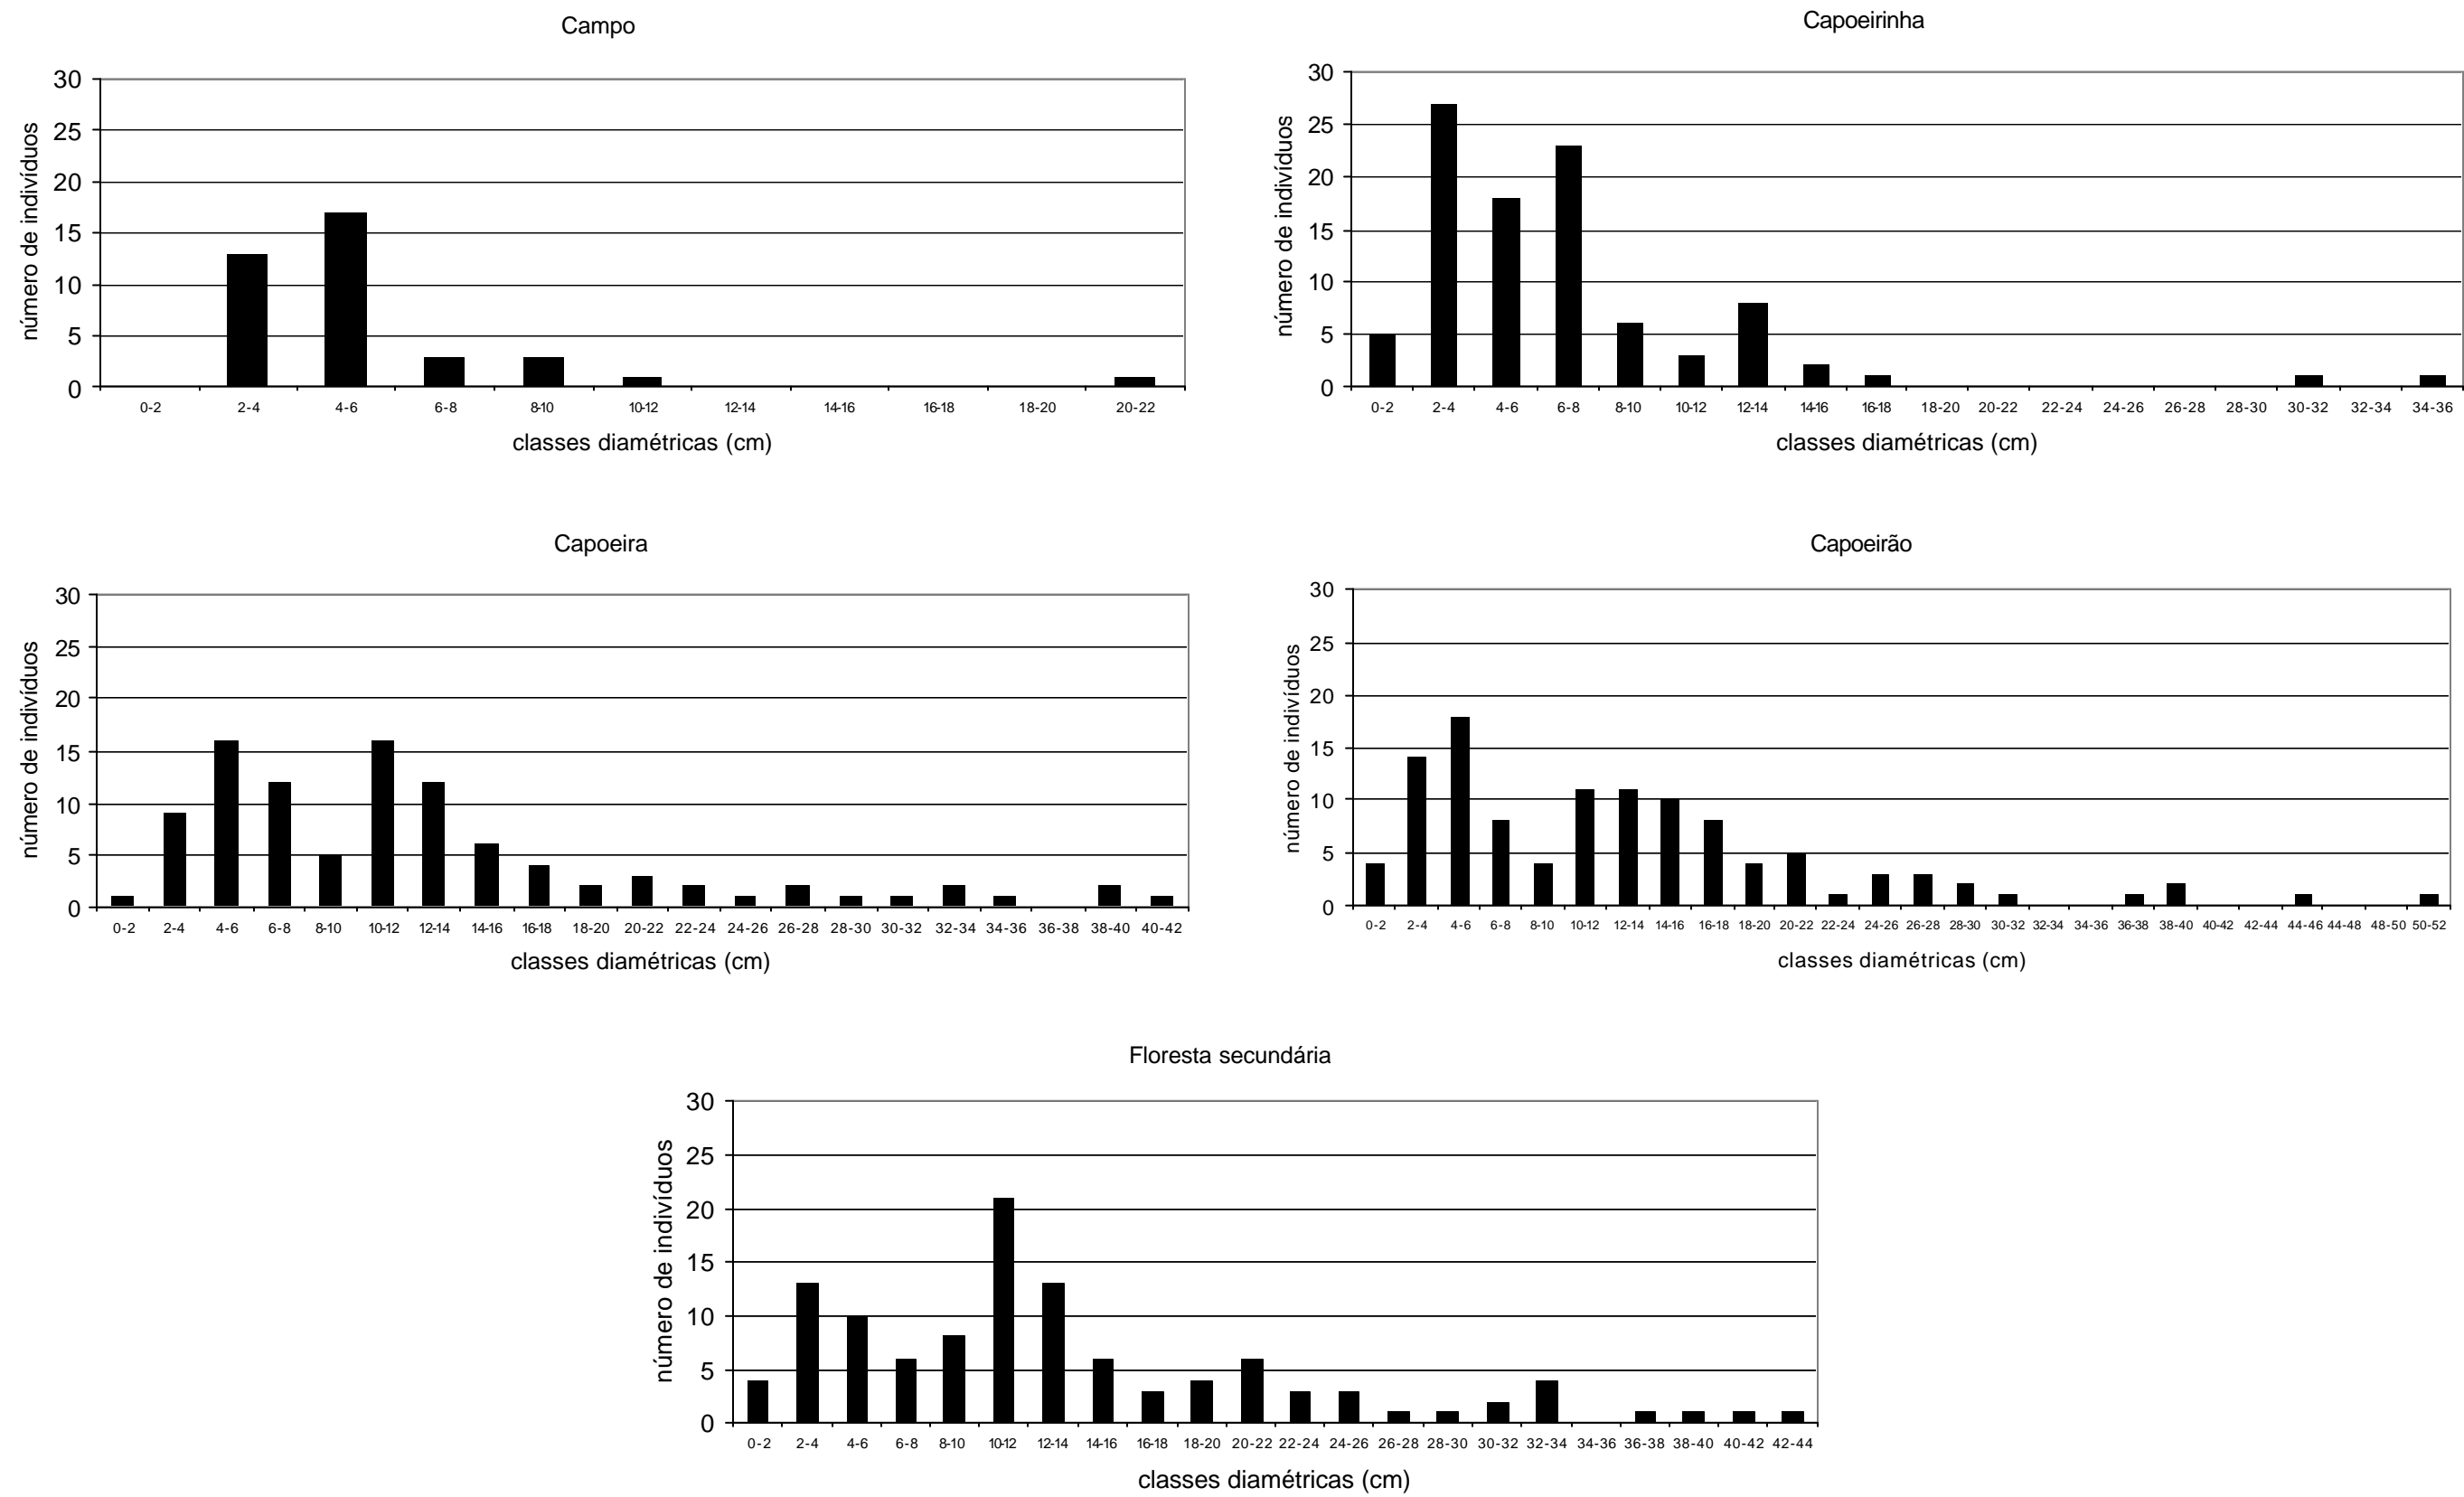 Campo
30
25
20
15
10
5
0
número de indivíduos
0-2 2-4 4-6 6-8 8-10 10-12 12-14 14-16 16-18 18-20 20-22
classes diamétricas (cm)
Capoeirinha
30
25
20
15
10
5
0
número de indivíduos
0-2 2-4 4-6 6-8 8-10 10-12 12-14 14-16 16-18 18-20 20-22 22-24 24-26 26-28 28-30 30-32 32-34 34-36
classes diamétricas (cm)
Capoeira
30
25
20
15
10
5
0
número de indivíduos
0-2 2-4 4-6 6-8 8-10 10-12 12-14 14-16 16-18 18-20 20-22 22-24 24-26 26-28 28-30 30-32 32-34 34-36 36-38 38-40 40-42
classes diamétricas (cm)
Capoeirão
30
25
20
15
10
5
0
número de indivíduos
0-2 2-4 4-6 6-8 8-10 10-12 12-14 14-16 16-18 18-20 20-22 22-24 24-26 26-28 28-30 30-32 32-34 34-36 36-38 38-40 40-42 42-44 44-46 44-48 48-50 50-52
classes diamétricas (cm)
Floresta secundária
30
25
20
15
10
5
0
número de indivíduos
0-2 2-4 4-6 6-8 8-10 10-12 12-14 14-16 16-18 18-20 20-22 22-24 24-26 26-28 28-30 30-32 32-34 34-36 36-38 38-40 40-42 42-44
classes diamétricas (cm)